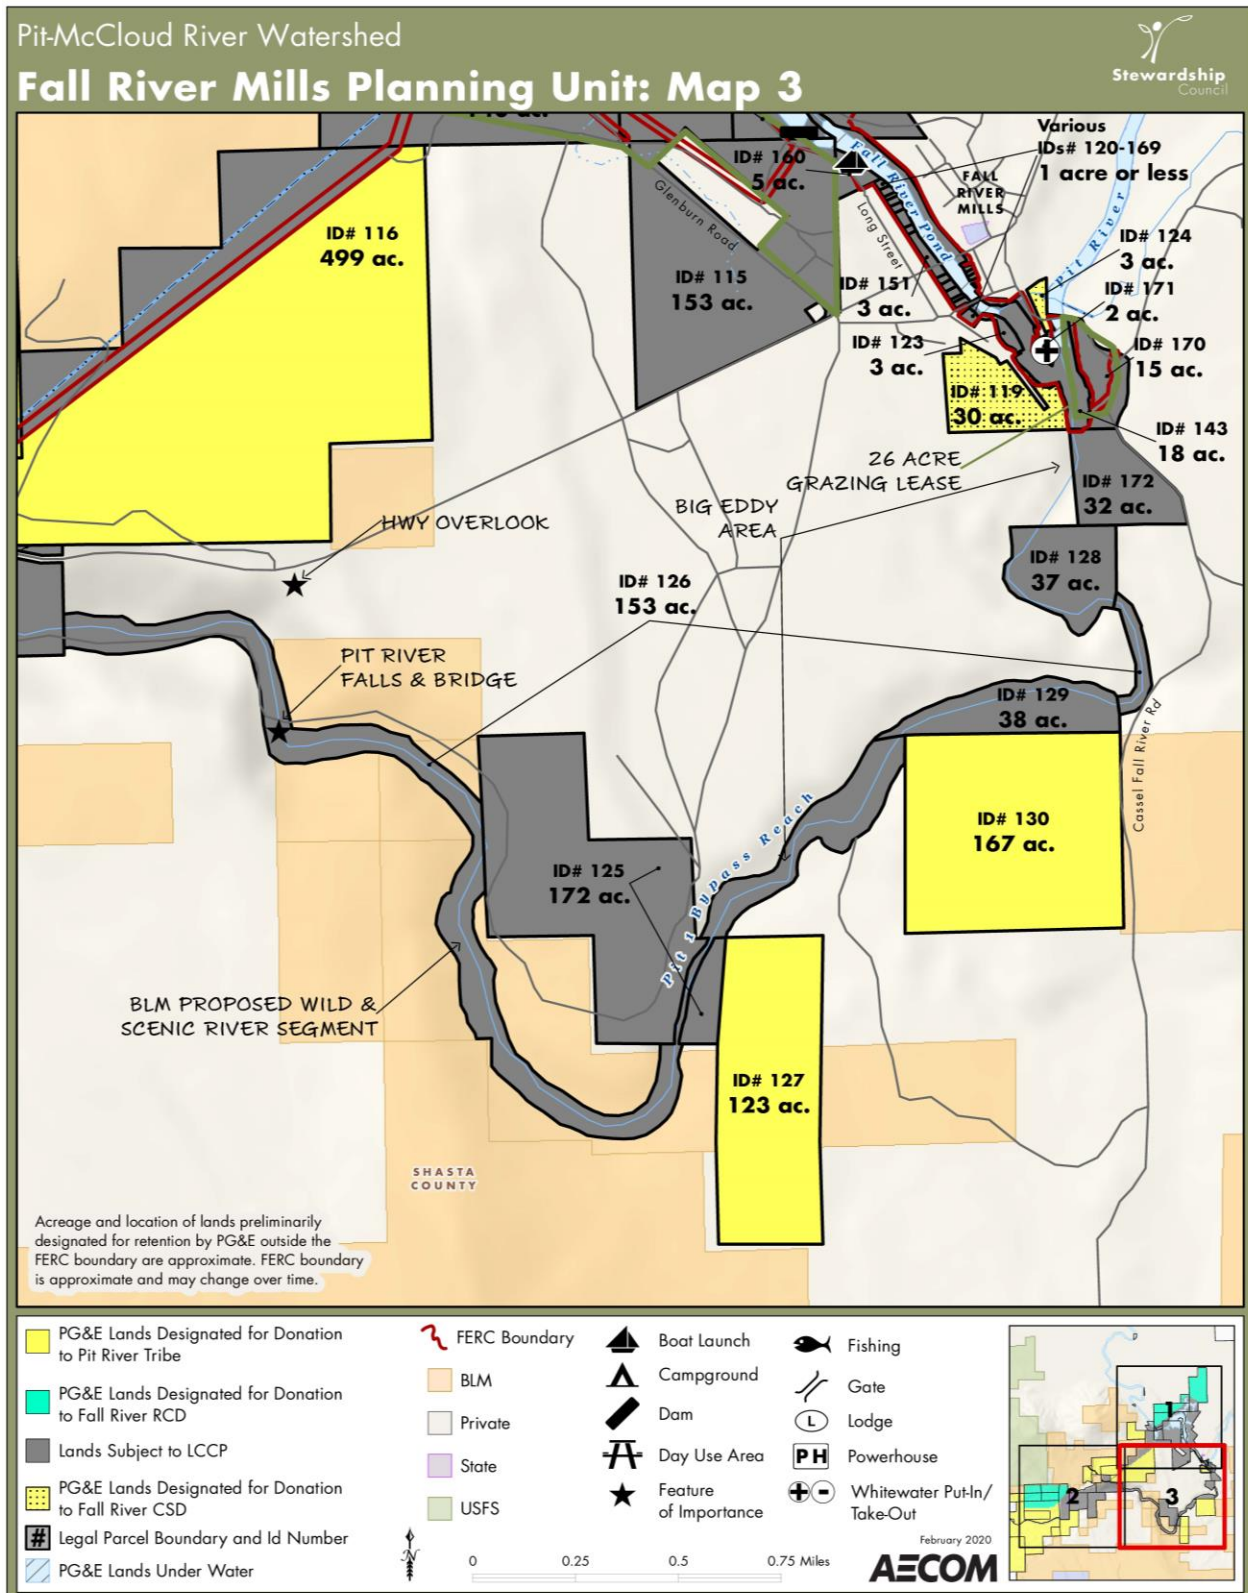 Pit-McCloud River Watershed
Fall River Mills Planning Unit: Map 3
Stewardship
Council
Various
IDs# 120-169
1 acre or less
ID# 160
5 ac.
Fall River pond
FALL
RIVER
MILLS
Glenburn Road
Long Street
Pit River
ID# 116
499 ac.
ID# 115
153 ac.
ID# 151
3 ac.
ID# 124
3 ac.
ID# 171
2 ac.
ID# 123
3 ac.
ID# 170
15 ac.
ID# 119
30 ac.
ID# 143
18 ac.
26 ACRE
GRAZING LEASE
ID# 172
32 ac.
HWY OVERLOOK
BIG EDDY
AREA
ID# 128
37 ac.
ID# 126
153 ac.
PIT RIVER
FALLS & BRIDGE
ID# 129
38 ac.
Cassel Fall River Rd
ID# 130
167 ac.
Pit 1 Bypass Reach
ID# 125
172 ac.
BLM PROPOSED WILD &
SCENIC RIVER SEGMENT
ID# 127
123 ac.
SHASTA
COUNTY
Acreage and location of lands preliminarily
designated for retention by PG&E outside the
FERC boundary are approximate. FERC boundary
is approximate and may change over time.
PG&E Lands Designated for Donation
to Pit River Tribe
PG&E Lands Designated for Donation
to Fall River RCD
Lands Subject to LCCP
PG&E Lands Designated for Donation
to Fall River CSD
# Legal Parcel Boundary and Id Number
PG&E Lands Under Water
FERC Boundary
BLM
Private
State
USFS
N
Boat Launch
Campground
Dam
Day Use Area
Feature
of Importance
Fishing
Gate
L Lodge
PH Powerhouse
Whitewater Put-In/
Take-Out
0 0.25 0.5 0.75 Miles
February 2020
AECOM
1
2
3